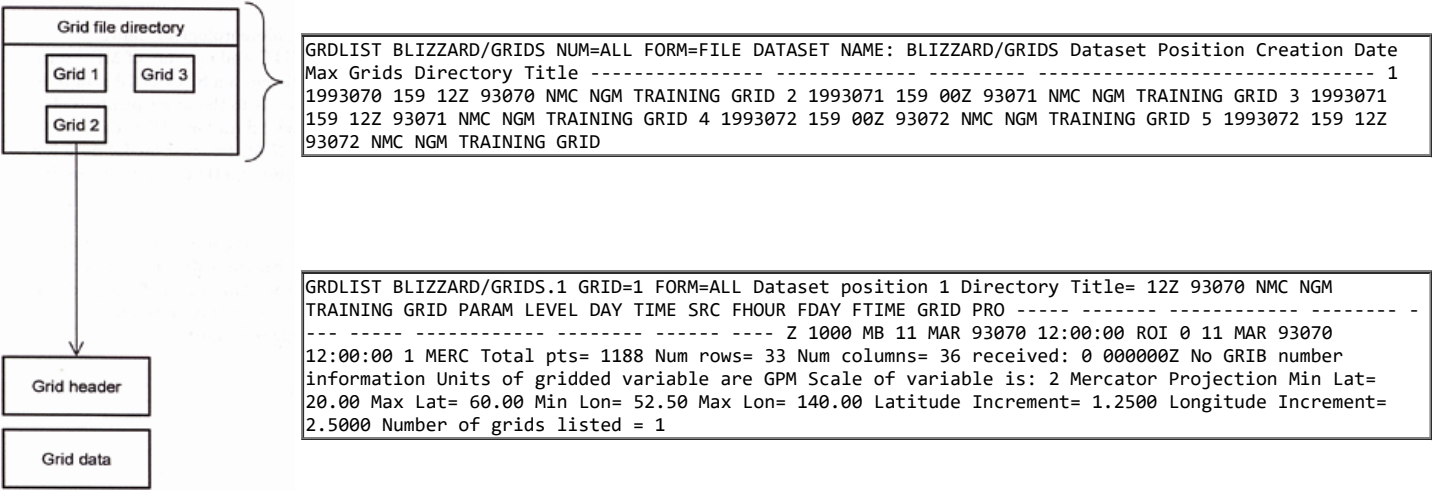 Grid file directory
Grid 1
Grid 3
Grid 2
GRDLIST BLIZZARD/GRIDS NUM=ALL FORM=FILE DATASET NAME: BLIZZARD/GRIDS Dataset Position Creation Date
Max Grids Directory Title ---------------- ------------- --------- ------------------------------- 1
1993070 159 12Z 93070 NMC NGM TRAINING GRID 2 1993071 159 00Z 93071 NMC NGM TRAINING GRID 3 1993071
159 12Z 93071 NMC NGM TRAINING GRID 4 1993072 159 00Z 93072 NMC NGM TRAINING GRID 5 1993072 159 12Z
93072 NMC NGM TRAINING GRID
GRDLIST BLIZZARD/GRIDS.1 GRID=1 FORM=ALL Dataset position 1 Directory Title= 12Z 93070 NMC NGM
TRAINING GRID PARAM LEVEL DAY TIME SRC FHOUR FDAY FTIME GRID PRO ----- ------- ------------ -------- -
--- ----- ------------ -------- ------ ---- Z 1000 MB 11 MAR 93070 12:00:00 ROI 0 11 MAR 93070
12:00:00 1 MERC Total pts= 1188 Num rows= 33 Num columns= 36 received: 0 000000Z No GRIB number
information Units of gridded variable are GPM Scale of variable is: 2 Mercator Projection Min Lat=
20.00 Max Lat= 60.00 Min Lon= 52.50 Max Lon= 140.00 Latitude Increment= 1.2500 Longitude Increment=
2.5000 Number of grids listed = 1
Grid header
Grid data